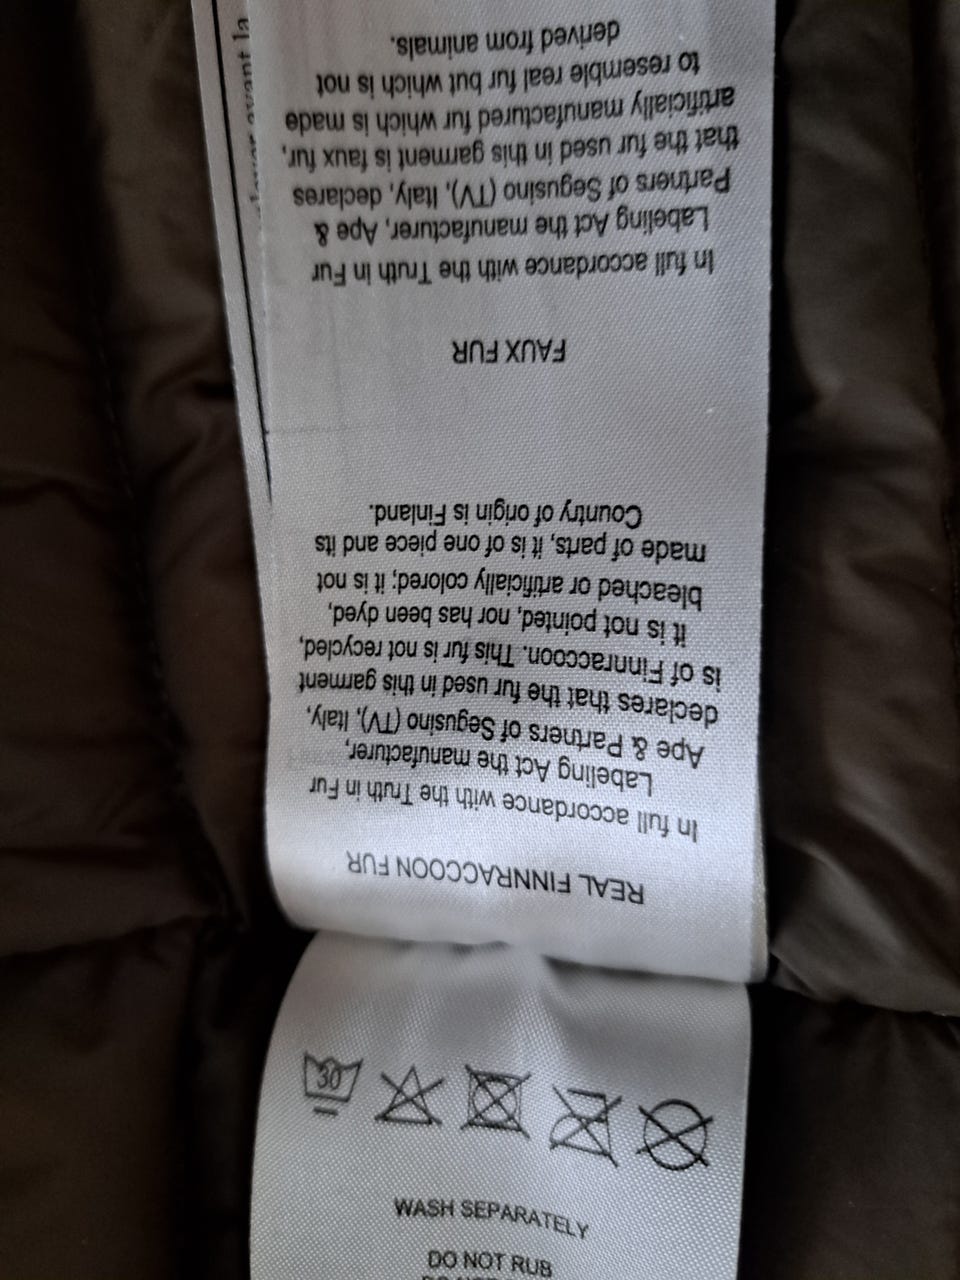 REAL FINNRACCOON FUR
In full accordance with the Truth in Fur
Labeling Act the manufacturer,
Ape & Partners of Segusino (TV), Italy,
declares that the fur used in this garment
is of Finnraccoon. This fur is not recycled,
it is not pointed, nor has been dyed,
bleached or artificially colored; it is not
made of parts, it is of one piece and its
Country of origin is Finland.
FAUX FUR
In full accordance with the Truth in Fur
Labeling Act the manufacturer, Ape &
Partners of Segusino (TV), Italy, declares
that the fur used in this garment is faux fur,
artificially manufactured fur which is made
to resemble real fur but which is not
derived from animals.
avant la
30
WASH SEPARATELY
DO NOT RUB